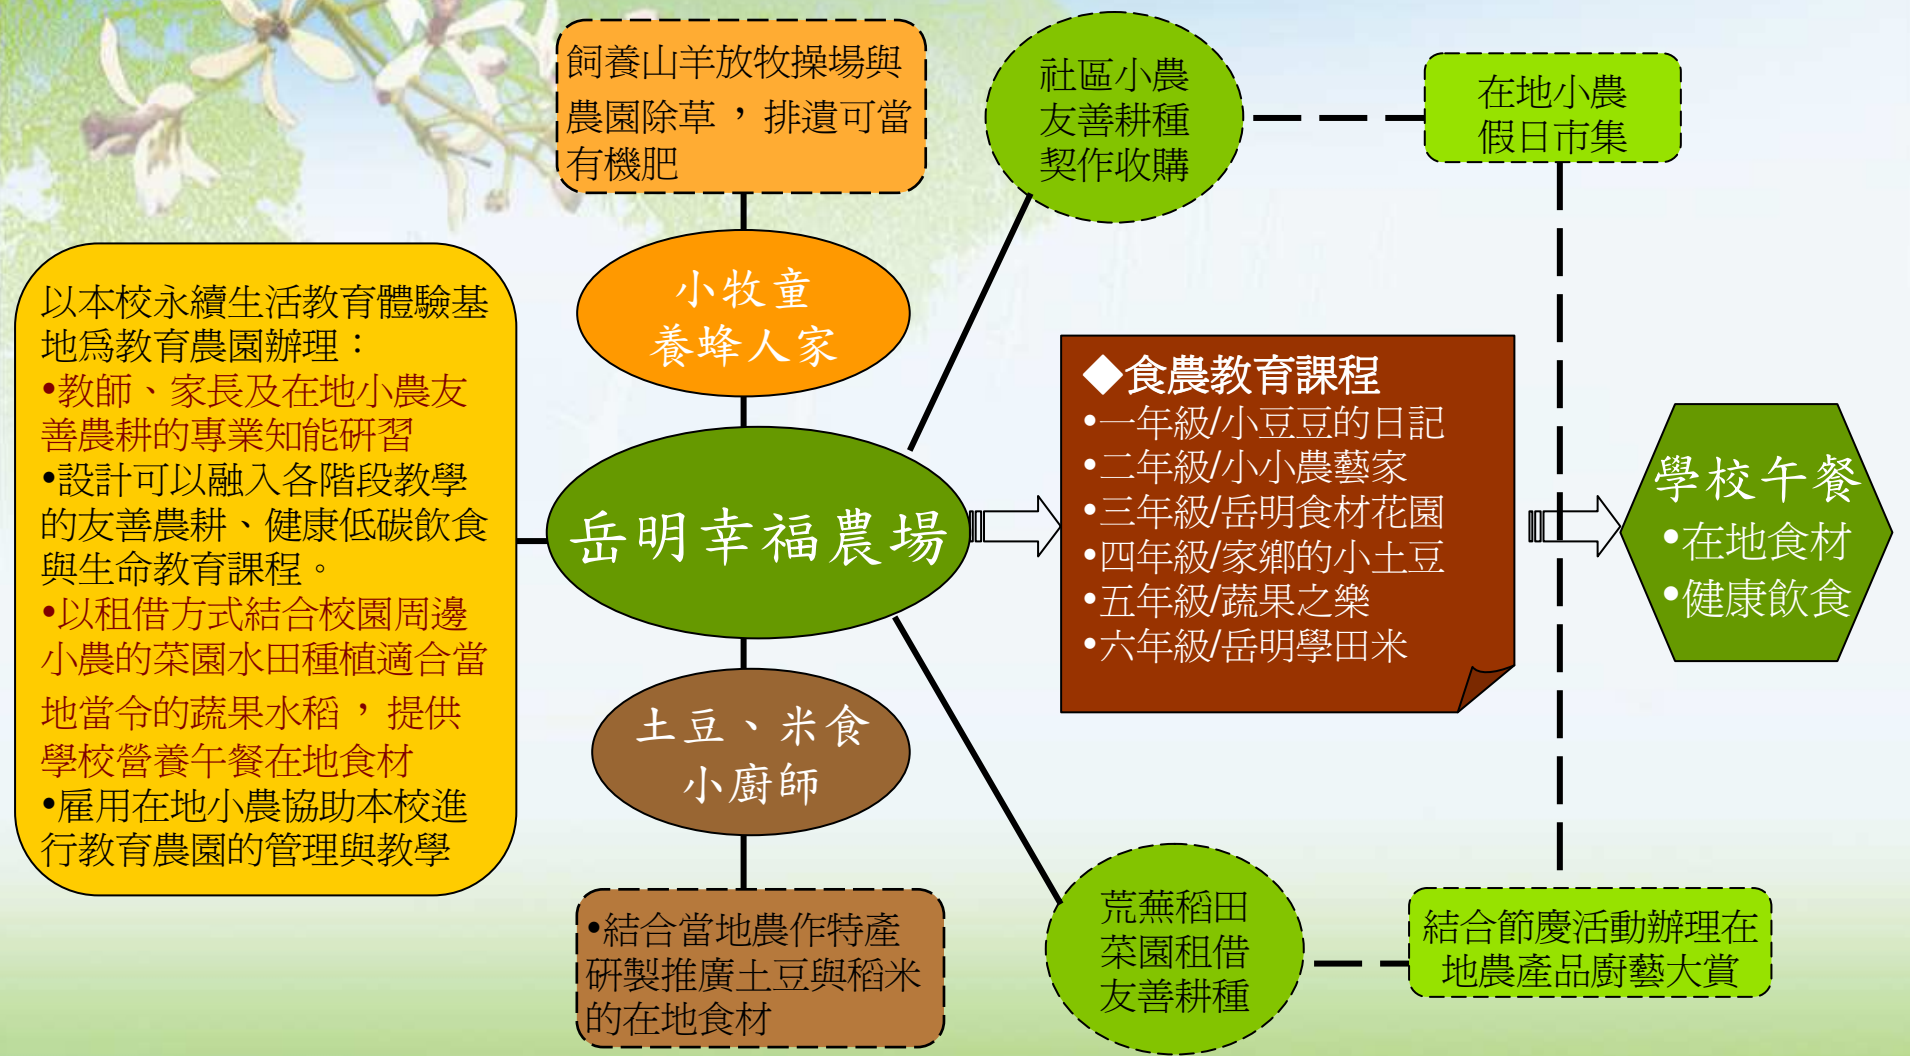 飼養山羊放牧操場與
農園除草，排遺可當
有機肥
社區小農
友善耕種
契作收購
在地小農
假日市集
小牧童
養蜂人家
以本校永續生活教育體驗基
地為教育農園辦理：
•教師、家長及在地小農友
善農耕的專業知能研習
•設計可以融入各階段教學
的友善農耕、健康低碳飲食
與生命教育課程。
•以租借方式結合校園周邊
小農的菜園水田種植適合當
地當令的蔬果水稻，提供
學校營養午餐在地食材
•雇用在地小農協助本校進
行教育農園的管理與教學
岳明幸福農場
◆食農教育課程
•一年級/小豆豆的日記
•二年級/小小農藝家
•三年級/岳明食材花園
•四年級/家鄉的小土豆
•五年級/蔬果之樂
•六年級/岳明學田米
學校午餐
•在地食材
•健康飲食
土豆、米食
小廚師
•結合當地農作特產
研製推廣土豆與稻米
的在地食材
荒蕪稻田
菜園租借
友善耕種
結合節慶活動辦理在
地農產品廚藝大賞